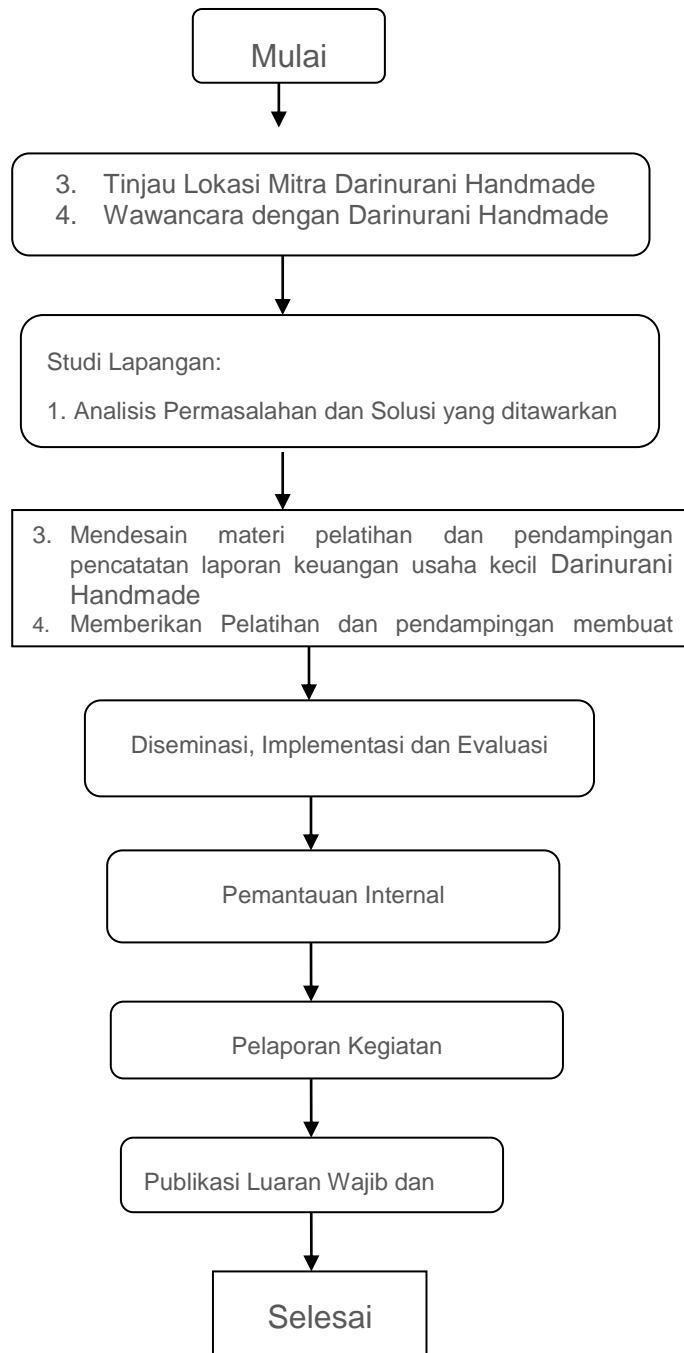 Mulai
3. Tinjau Lokasi Mitra Darinurani Handmade
4. Wawancara dengan Darinurani Handmade
Studi Lapangan:
1. Analisis Permasalahan dan Solusi yang ditawarkan
3. Mendesain materi pelatihan dan pendampingan
pencatatan laporan keuangan usaha kecil Darinurani
Handmade
4. Memberikan Pelatihan dan pendampingan membuat
Diseminasi, Implementasi dan Evaluasi
Pemantauan Internal
Pelaporan Kegiatan
Publikasi Luaran Wajib dan
Selesai